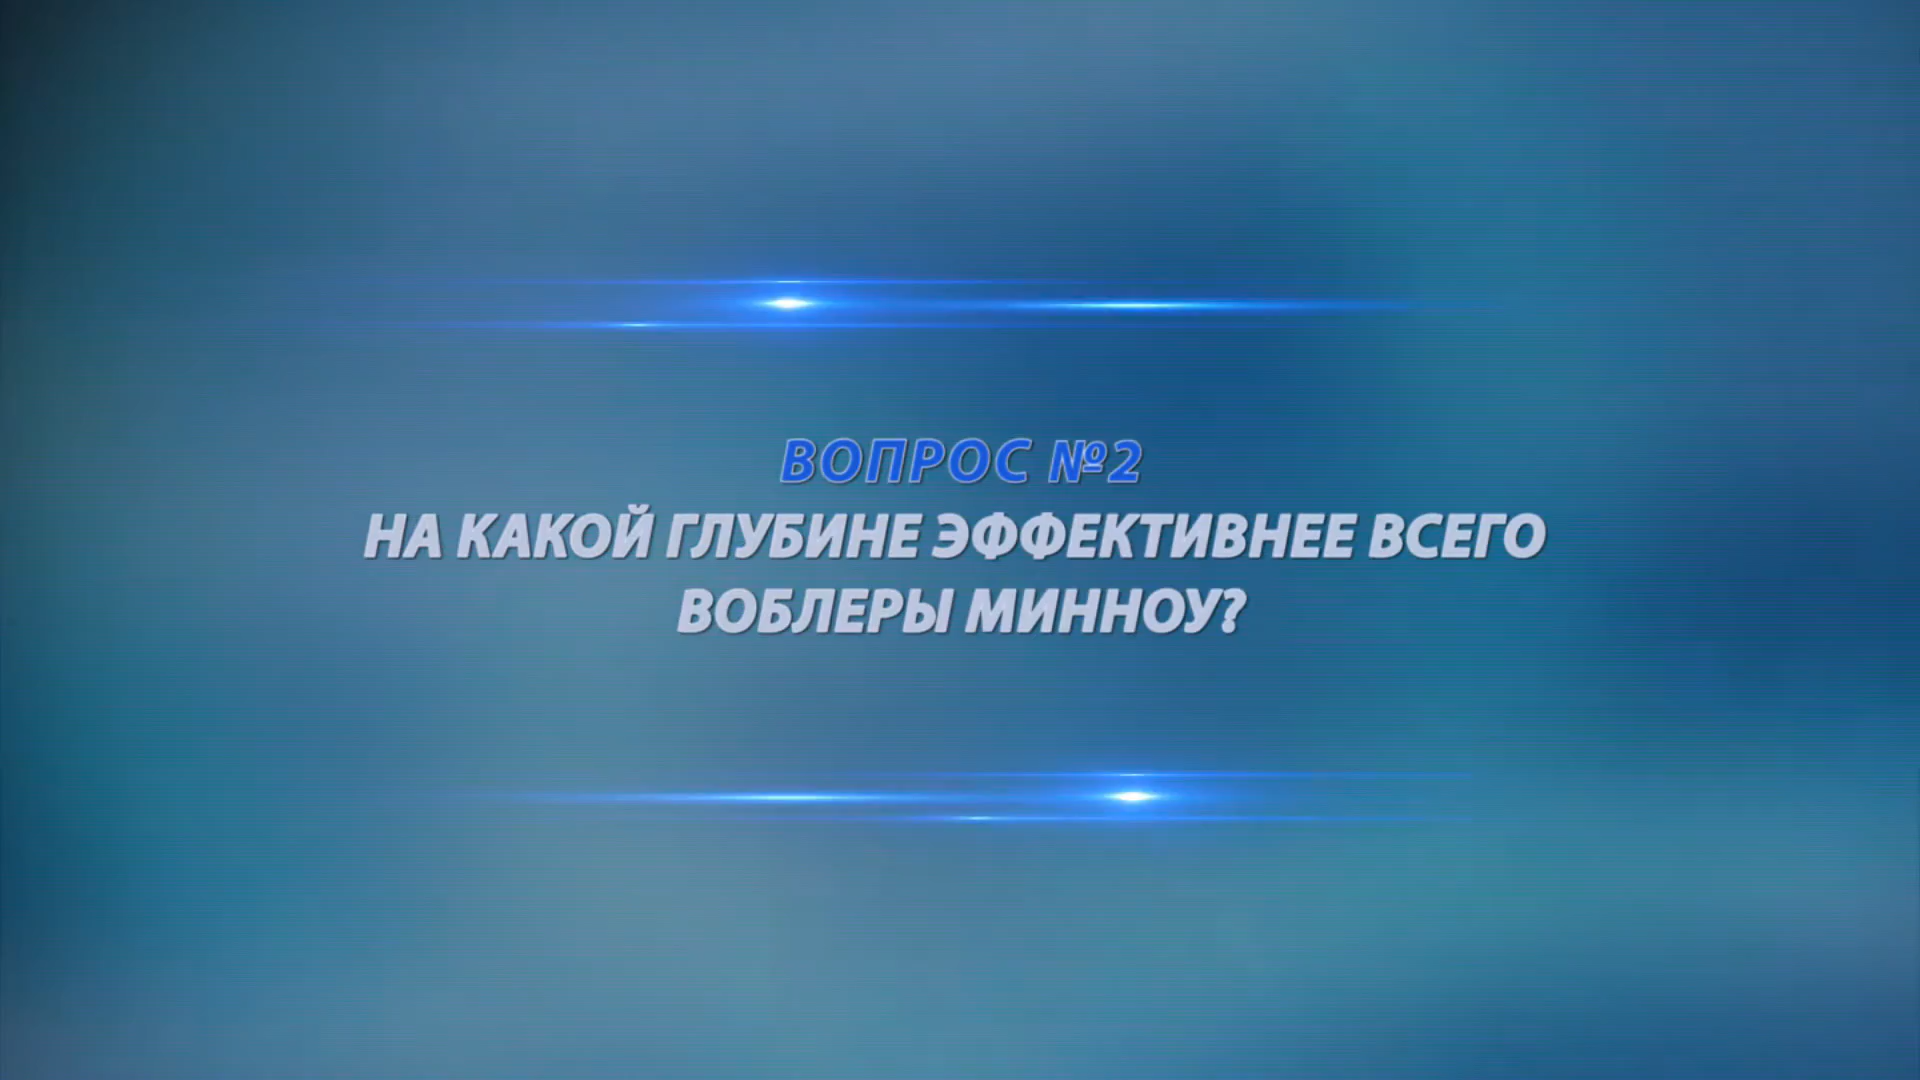 ВОПРОС №2
НА КАКОЙ ГЛУБИНЕ ЭФФЕКТИВНЕЕ ВСЕГО
ВОБЛЕРЫ МИННОУ?